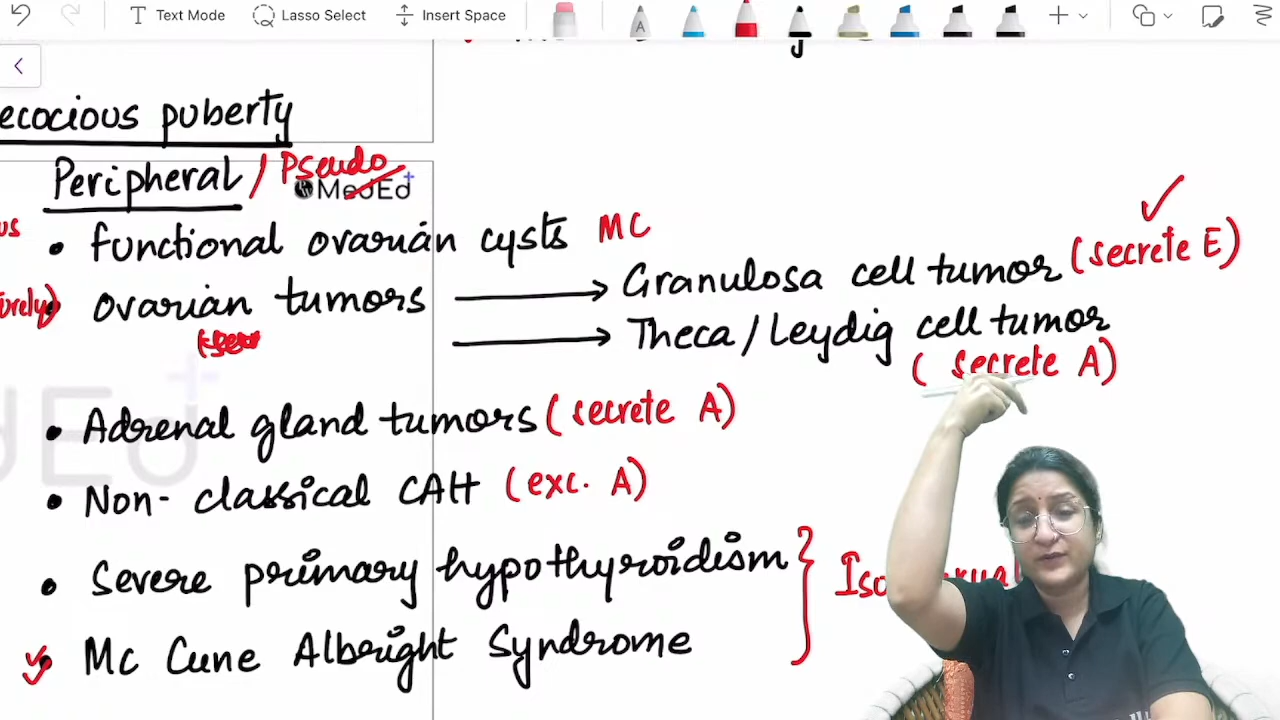 Text Mode Lasso Select Insert Space
ecocious puberty
Peripheral / Pseudo
MedEd
• functional ovarian cysts MC
• ovarian tumors → Granulosa cell tumor (secrete E)
→ Theca / Leydig cell tumor
(secrete A)
• Adrenal gland tumors (secrete A)
• Non- classical CAH (exc. A)
• Severe primary hypothyroidism
• Mc Cune Albright Syndrome